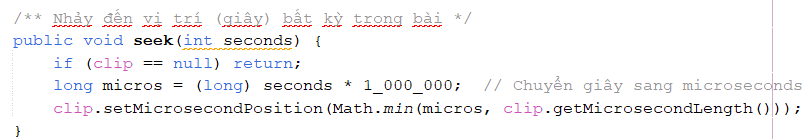 /** Nhảy đến vị trí (giây) bất kỳ trong bài */
public void seek(int seconds) {
    if (clip == null) return;
    long micros = (long) seconds * 1_000_000;  // Chuyển giây sang microseconds
    clip.setMicrosecondPosition(Math.min(micros, clip.getMicrosecondLength()));
}